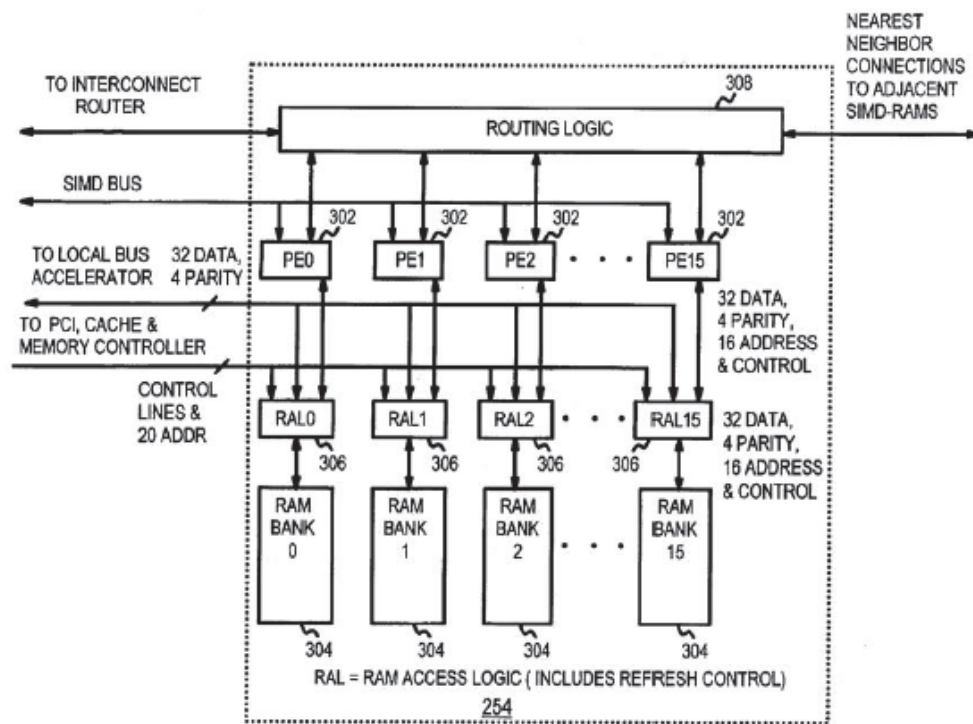 NEAREST
NEIGHBOR
CONNECTIONS
TO ADJACENT
SIMD-RAMS
TO INTERCONNECT
ROUTER
308
ROUTING LOGIC
SIMD BUS
302
302
302
302
PE0
PE1
PE2
. . .
PE15
TO LOCAL BUS
ACCELERATOR
32 DATA,
4 PARITY
32 DATA,
4 PARITY,
16 ADDRESS
& CONTROL
TO PCI, CACHE &
MEMORY CONTROLLER
CONTROL
LINES &
20 ADDR
RAL0
RAL1
RAL2
. . .
RAL15
306
306
306
306
32 DATA,
4 PARITY,
16 ADDRESS
& CONTROL
RAM
BANK
0
RAM
BANK
1
RAM
BANK
2
. . .
RAM
BANK
15
304
304
304
304
RAL = RAM ACCESS LOGIC ( INCLUDES REFRESH CONTROL)
254